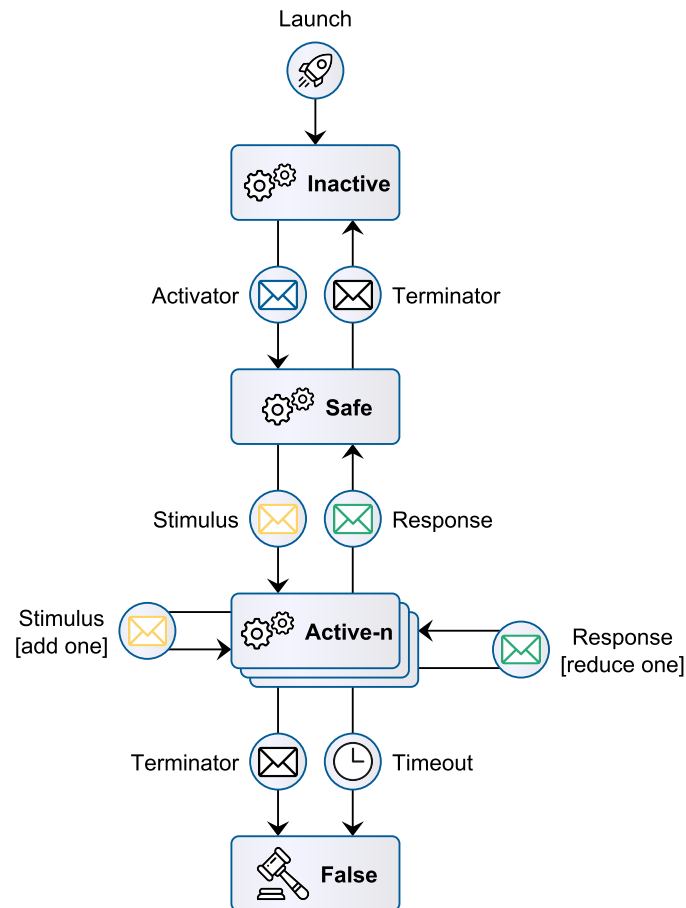 Launch
Inactive
Activator
Terminator
Safe
Stimulus
Response
Stimulus
[add one]
Active-n
Response
[reduce one]
Terminator
Timeout
False